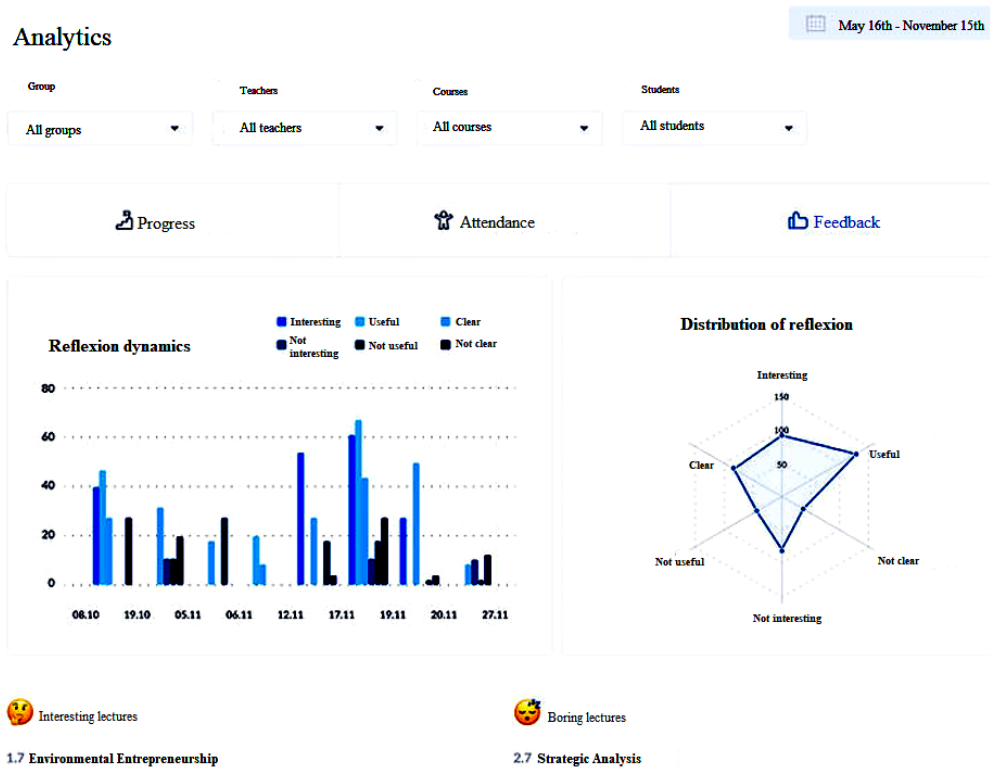 Analytics
May 16th - November 15th
Group
Teachers
Courses
Students
All groups
All teachers
All courses
All students
Progress
Attendance
Feedback
Reflexion dynamics
Interesting
Useful
Clear
Not
interesting
Not useful
Not clear
80
60
40
20
0
08.10
19.10
05.11
06.11
12.11
17.11
19.11
20.11
27.11
Distribution of reflexion
Interesting
150
100
50
Clear
Useful
Not useful
Not clear
Not interesting
Interesting lectures
Boring lectures
1.7 Environmental Entrepreneurship
2.7 Strategic Analysis